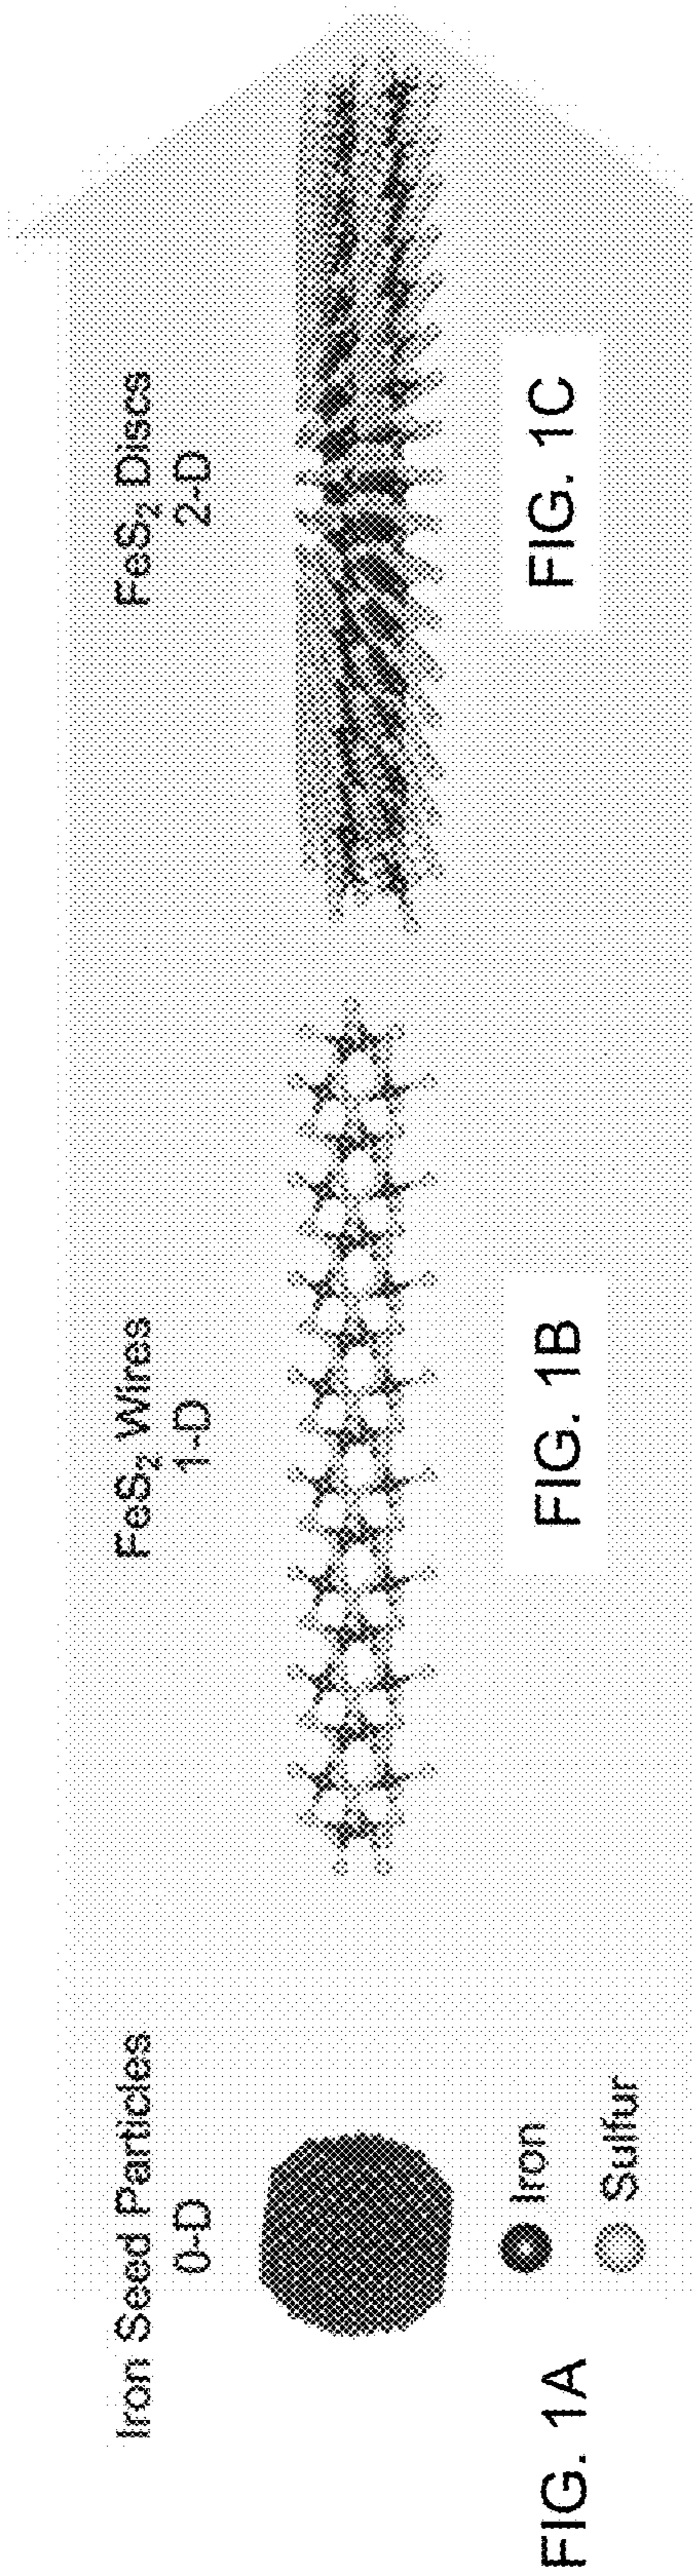 Iron Seed Particles
0-D
FeS₂ Wires
1-D
FeS₂ Discs
2-D
Iron
Sulfur
FIG. 1A
FIG. 1B
FIG. 1C